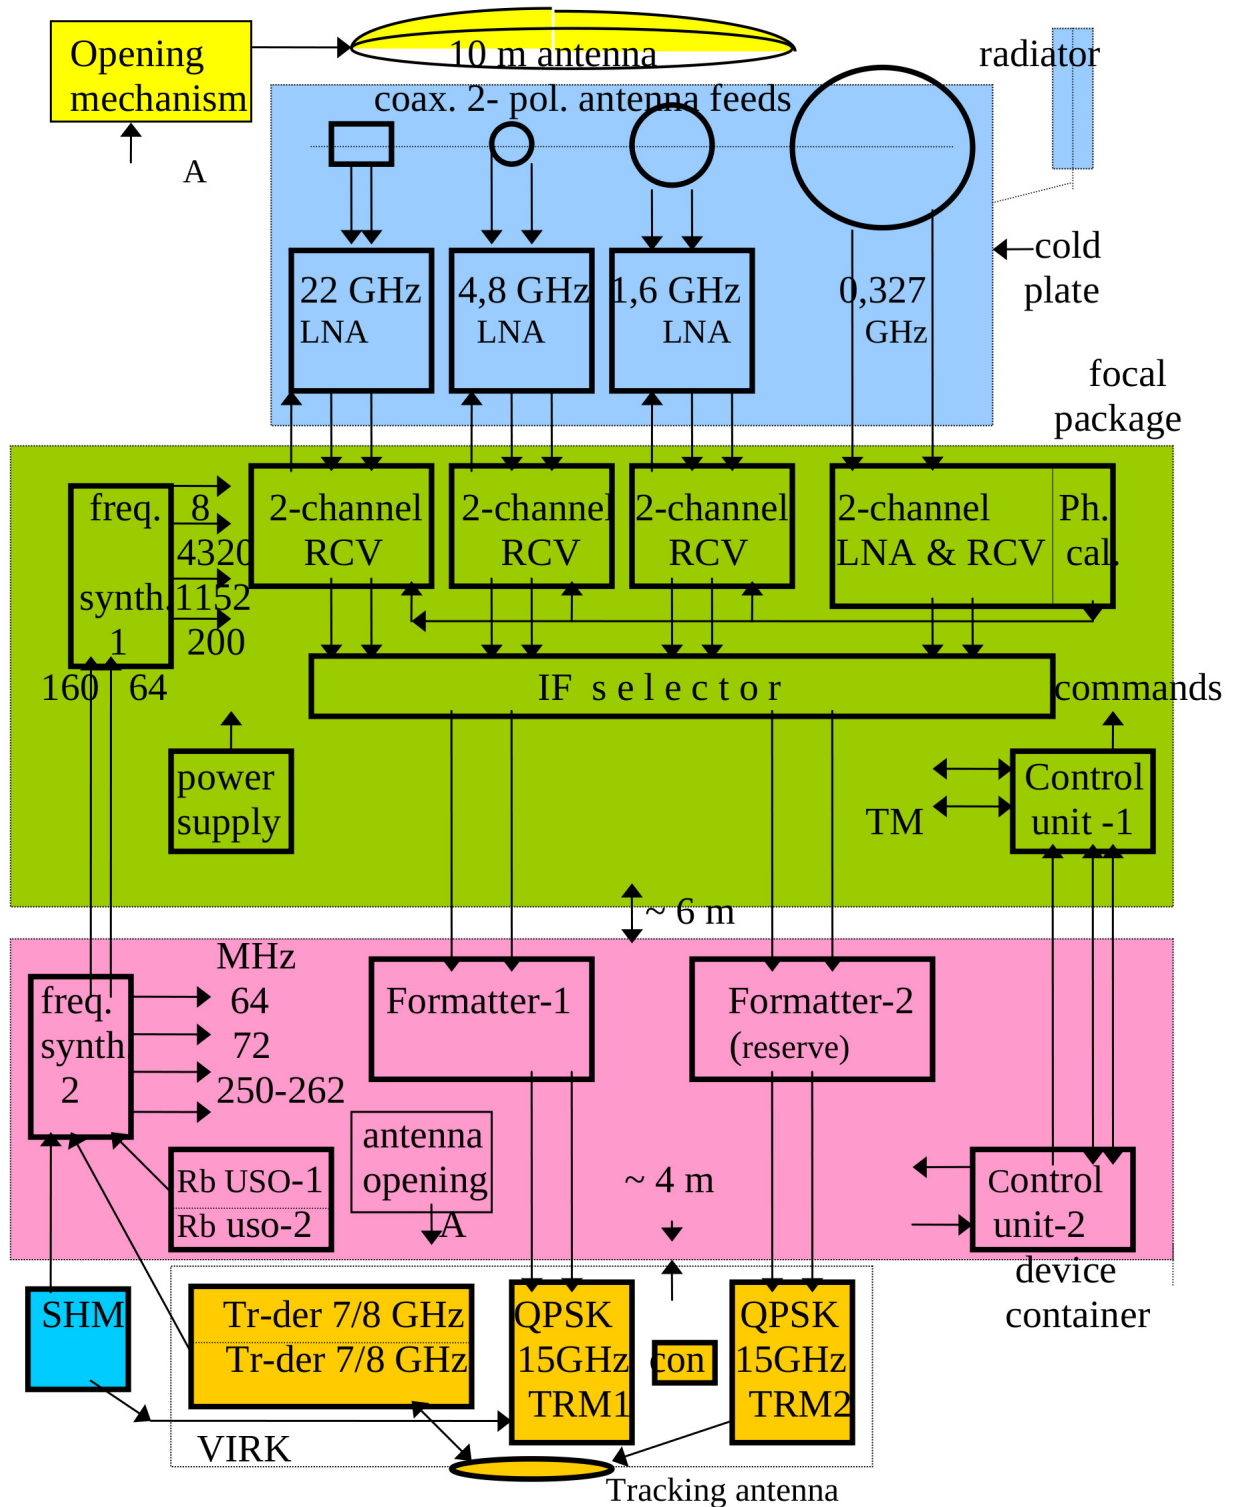 Opening
mechanism
A
10 m antenna
coax. 2- pol. antenna feeds
radiator
cold
plate
22 GHz
LNA
4,8 GHz
LNA
1,6 GHz
LNA
0,327
GHz
focal
package
freq.
synth.
1
8
4320
1152
200
160
64
2-channel
RCV
2-channel
RCV
2-channel
RCV
2-channel
LNA & RCV
Ph.
cal.
IF s e l e c t o r
commands
power
supply
TM
Control
unit -1
~ 6 m
MHz
64
72
250-262
freq.
synth.
2
Formatter-1
Formatter-2
(reserve)
Rb USO-1
Rb uso-2
antenna
opening
A
~ 4 m
Control
unit-2
device
container
SHM
Tr-der 7/8 GHz
Tr-der 7/8 GHz
QPSK
15GHz
TRM1
con
QPSK
15GHz
TRM2
VIRK
Tracking antenna